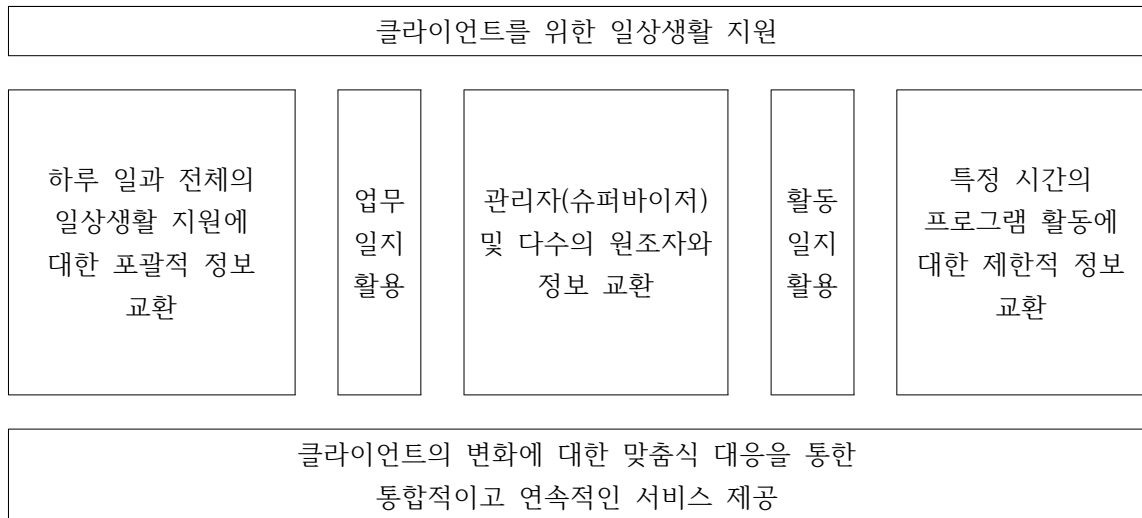 클라이언트를 위한 일상생활 지원
하루 일과 전체의
일상생활 지원에
대한 포괄적 정보
교환
업무
일지
활용
관리자(슈퍼바이저)
및 다수의 원조자와
정보 교환
활동
일지
활용
특정 시간의
프로그램 활동에
대한 제한적 정보
교환
클라이언트의 변화에 대한 맞춤식 대응을 통한
통합적이고 연속적인 서비스 제공